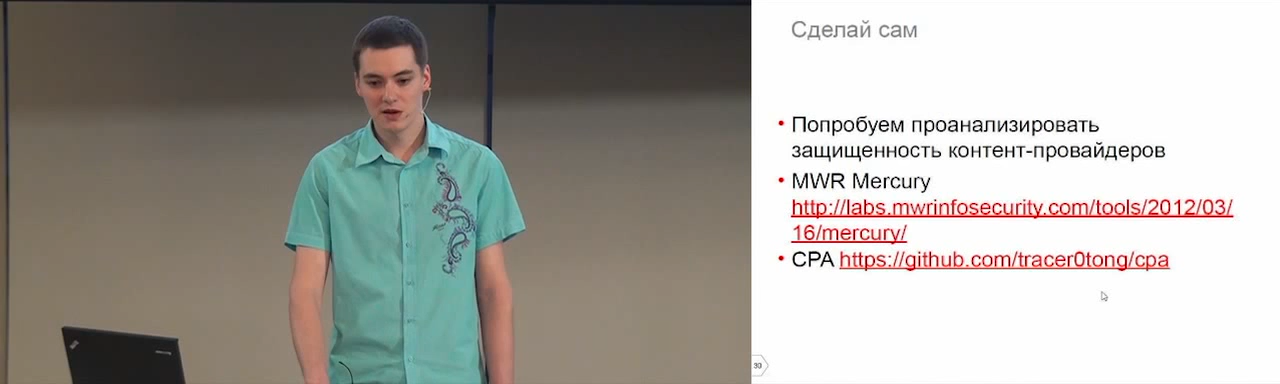 Сделай сам
Попробуем проанализировать
защищенность контент-провайдеров
MWR Mercury
http://labs.mwrinfosecurity.com/tools/2012/03/
16/mercury/
CPA https://github.com/tracer0tong/cpa